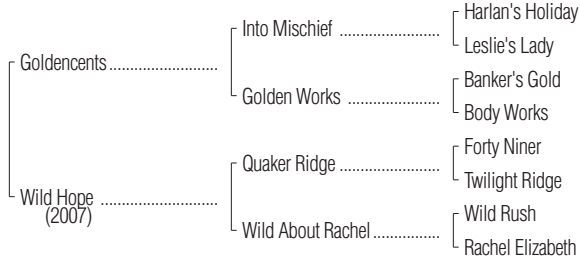 Harlan's Holiday
Into Mischief ....................
Leslie's Lady
Goldencents ......................
Banker's Gold
Golden Works ..................
Body Works
Forty Niner
Quaker Ridge ....................
Twilight Ridge
Wild Hope ........................
(2007)
Wild Rush
Wild About Rachel .............
Rachel Elizabeth